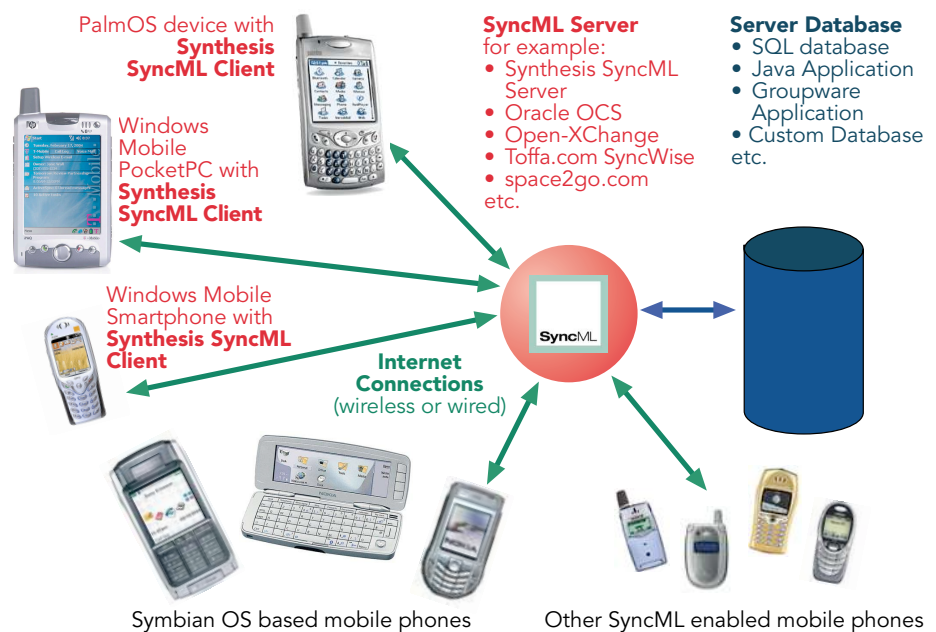 PalmOS device with
Synthesis
SyncML Client
SyncML Server
for example:
• Synthesis SyncML
Server
• Oracle OCS
• Open-XChange
• Toffa.com SyncWise
• space2go.com
etc.
Server Database
• SQL database
• Java Application
• Groupware
Application
• Custom Database
etc.
Windows
Mobile
PocketPC with
Synthesis
SyncML Client
Windows Mobile
Smartphone with
Synthesis SyncML
Client
SyncML
Internet
Connections
(wireless or wired)
NOKIA
Symbian OS based mobile phones
Other SyncML enabled mobile phones